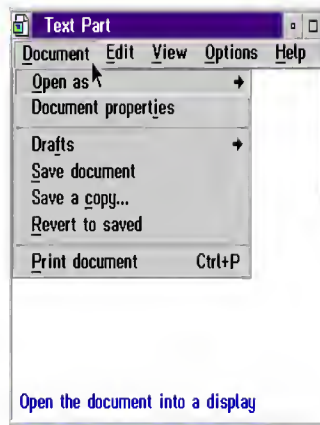 Text Part
Document Edit View Options Help
Open as
Document properties
Drafts
Save document
Save a copy...
Revert to saved
Print document Ctrl+P
Open the document into a display